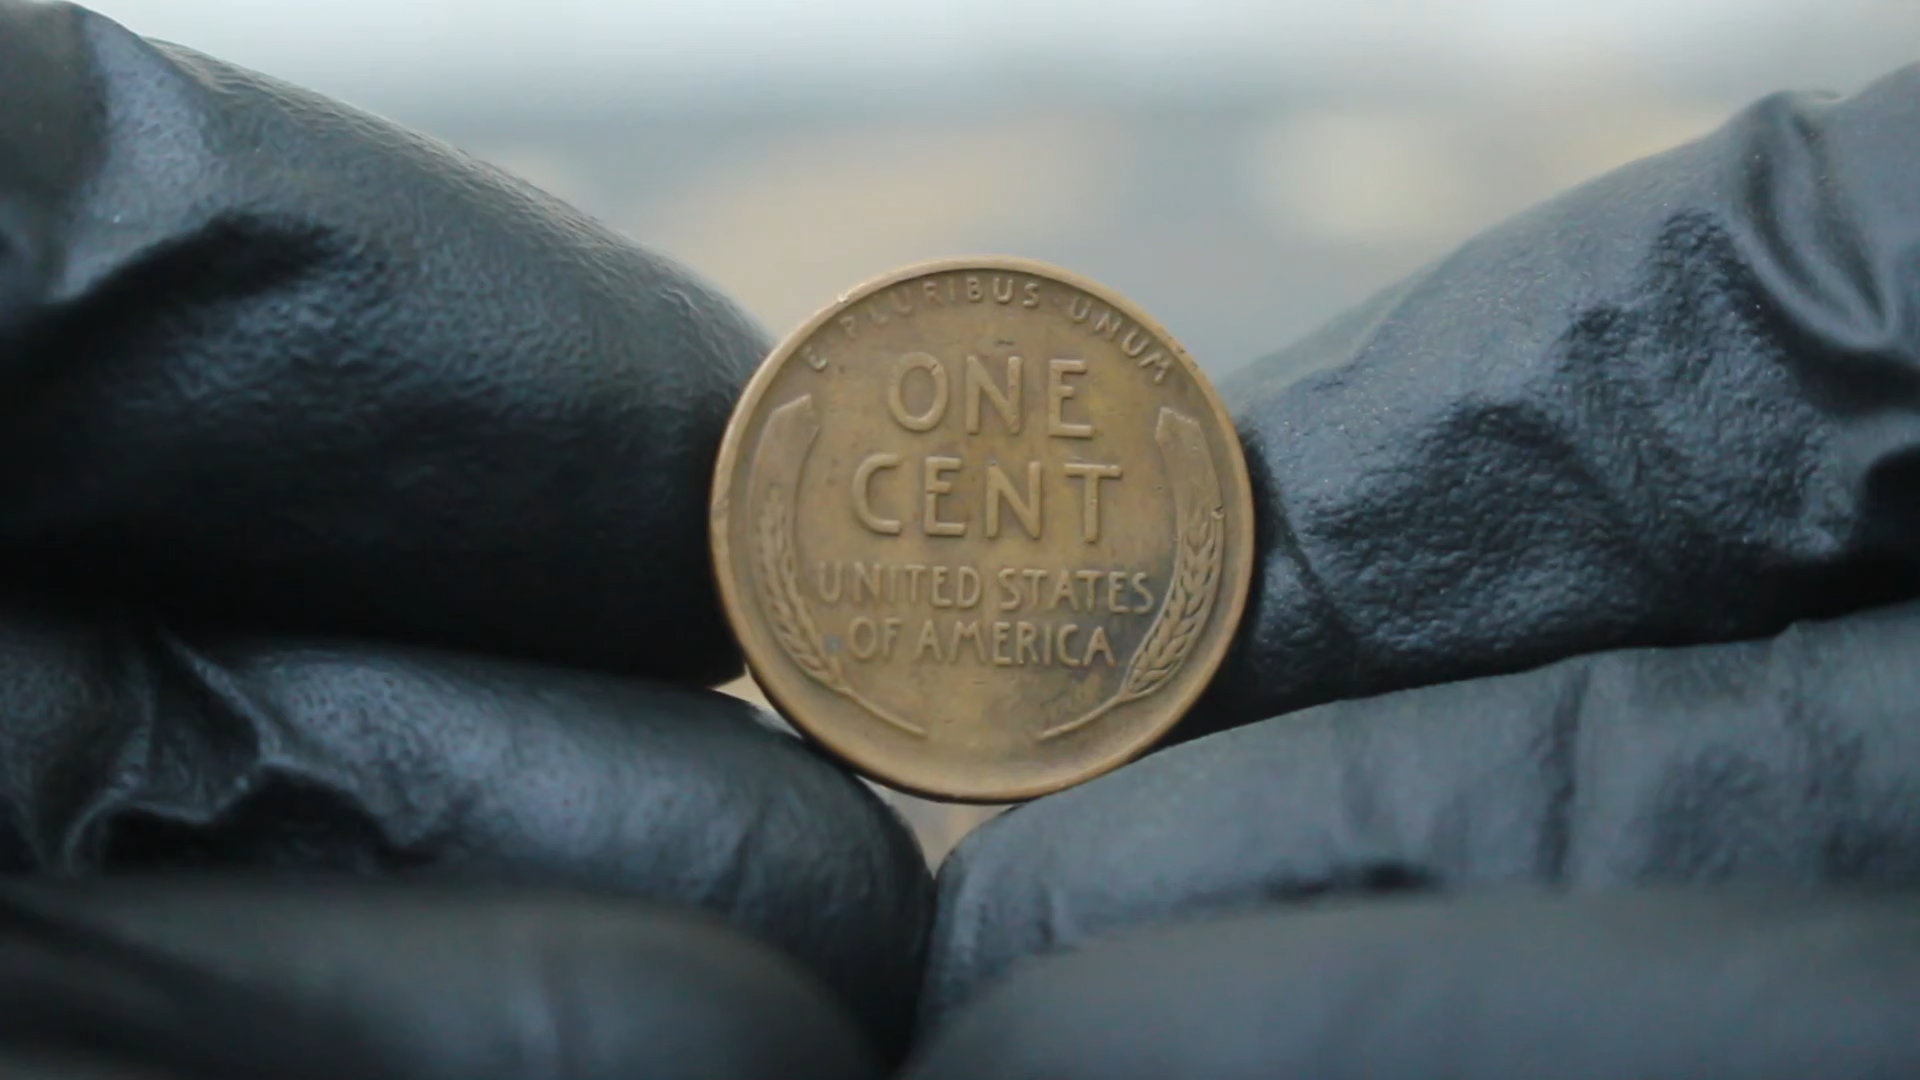 E PLURIBUS·UNUM
ONE
CENT
UNITED STATES
OF AMERICA